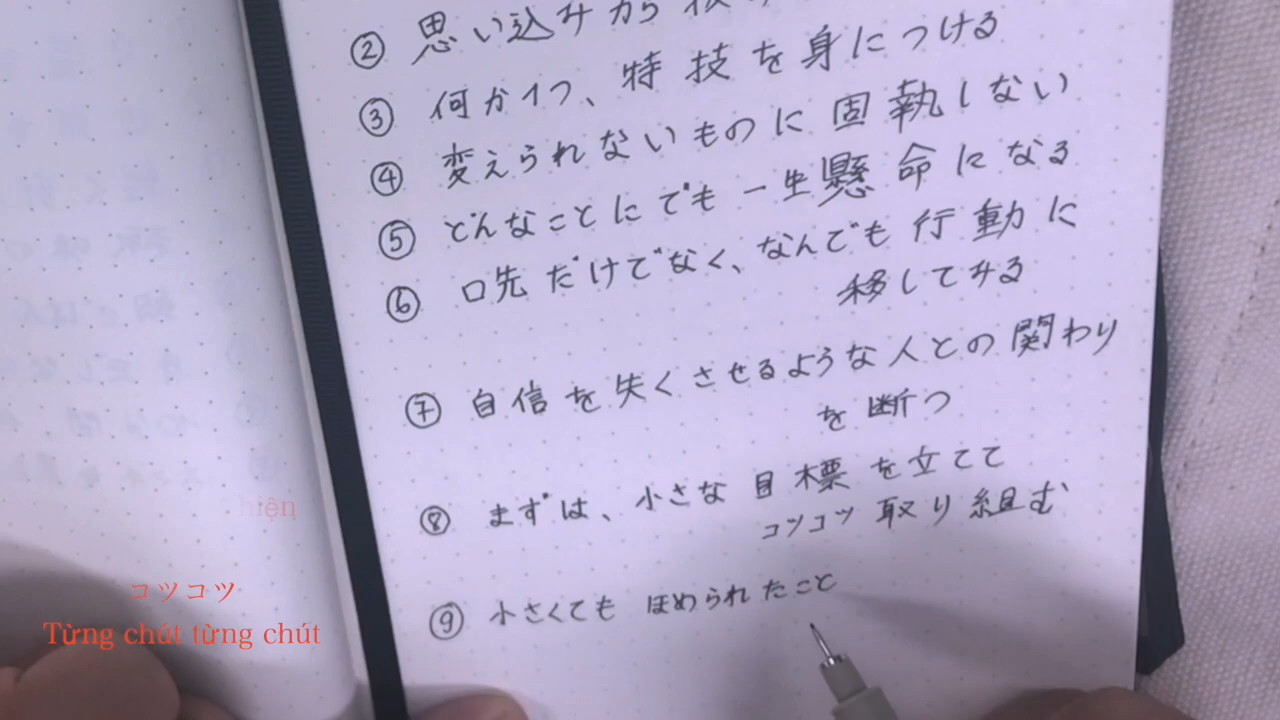 ② 思い込みから
③ 何か1つ、特技を身につける
④ 変えられないものに固執しない
⑤ どんなことにでも一生懸命になる
⑥ 口先だけでなく、なんでも行動に
移してみる
⑦ 自信を失くさせるような人との関わり
を断つ
⑧ まずは、小さな目標を立てて
コツコツ取り組む
⑨ 小さくても ほめられたこと
hiện
コツコツ
Từng chút từng chút